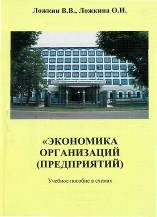 Ложкин В.В., Ложкина О.И.
«ЭКОНОМИКА
ОРГАНИЗАЦИЙ
(ПРЕДПРИЯТИЙ)
Учебное пособие в схемах